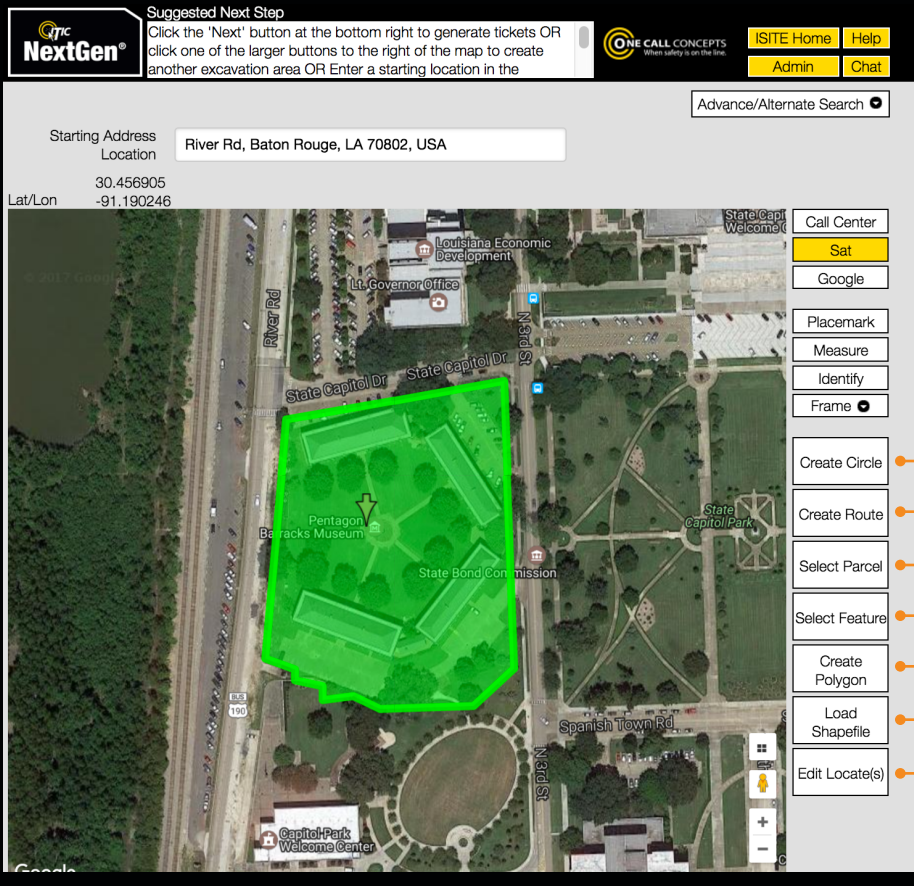 ITIC
NextGen®
Suggested Next Step
Click the 'Next' button at the bottom right to generate tickets OR
click one of the larger buttons to the right of the map to create
another excavation area OR Enter a starting location in the
ONE CALL CONCEPTS
When safety is on the line.
ISITE Home
Help
Admin
Chat
Advance/Alternate Search
Starting Address
Location
River Rd, Baton Rouge, LA 70802, USA
30.456905
Lat/Lon
-91.190246
Call Center
Sat
Google
Placemark
Measure
Identify
Frame
Create Circle
Create Route
Select Parcel
Select Feature
Create
Polygon
Load
Shapefile
Edit Locate(s)
State Capi
Welcome C
Louisiana Economic
Development
© 2017 Google
Lt. Governor Office
River Rd
N 3rd St
State Capitol Dr
State Capitol Dr
State
Capitol Park
Pentagon
Barracks Museum
State Bond Commission
BUS
190
Spanish Town Rd
N 3rd St
Capitol Park
Welcome Center
Google